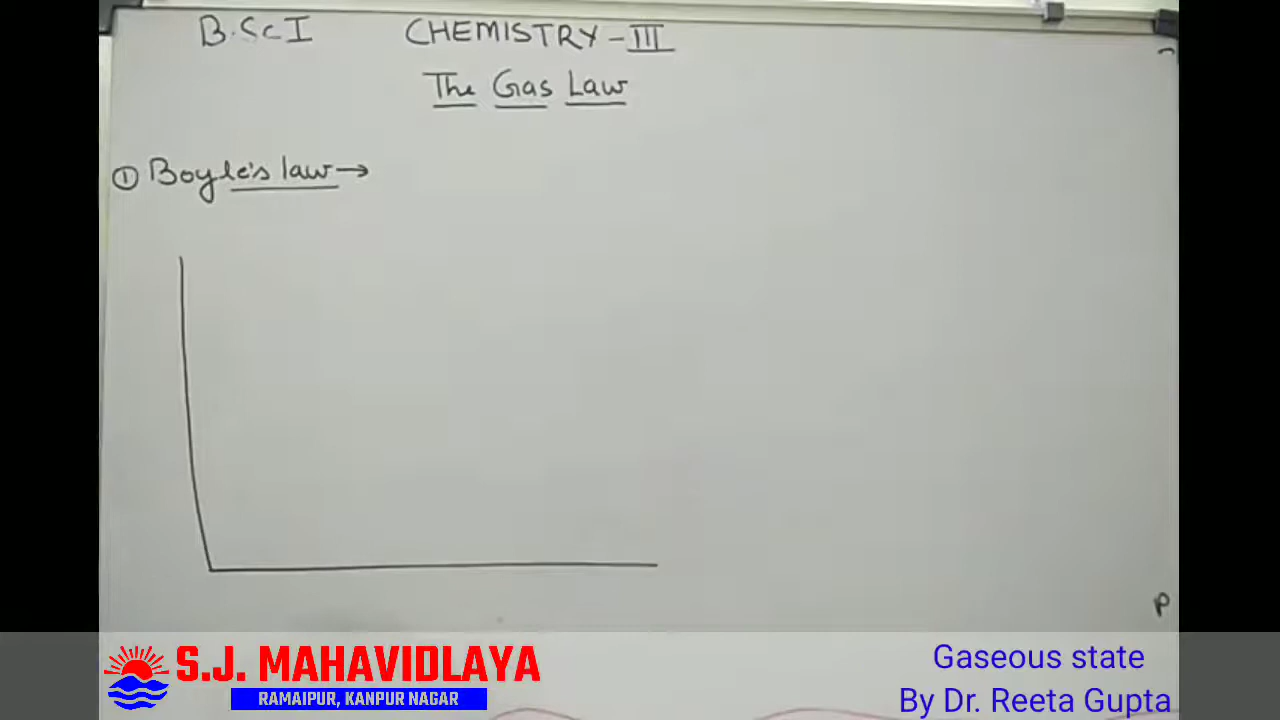 B.Sc I CHEMISTRY - III
The Gas Law
① Boyle's law →
P
S.J. MAHAVIDLAYA
RAMAIPUR, KANPUR NAGAR
Gaseous state
By Dr. Reeta Gupta